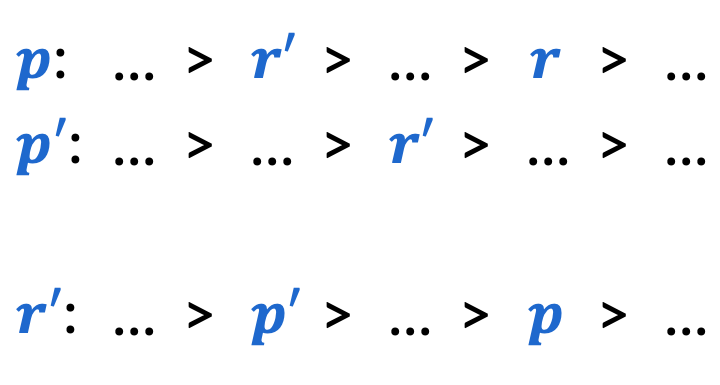 p: ... > r′ > ... > r > ...
p′: ... > ... > r′ > ... > ...
r′: ... > p′ > ... > p > ...